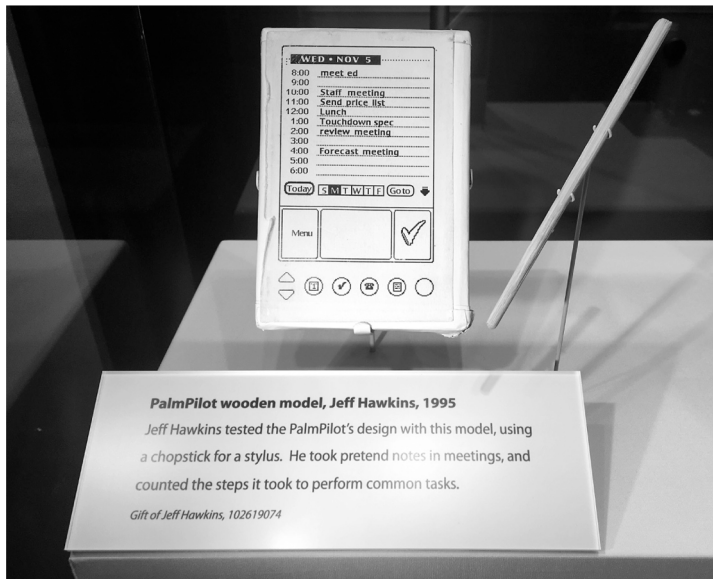 WED • NOV 5
8:00 meet ed
9:00
10:00 Staff meeting
11:00 Send price list
12:00 Lunch
1:00 Touchdown spec
2:00 review meeting
3:00
4:00 Forecast meeting
5:00
6:00
Today S M T W T F Go to
Menu
PalmPilot wooden model, Jeff Hawkins, 1995
Jeff Hawkins tested the PalmPilot's design with this model, using
a chopstick for a stylus. He took pretend notes in meetings, and
counted the steps it took to perform common tasks.
Gift of Jeff Hawkins, 102619074